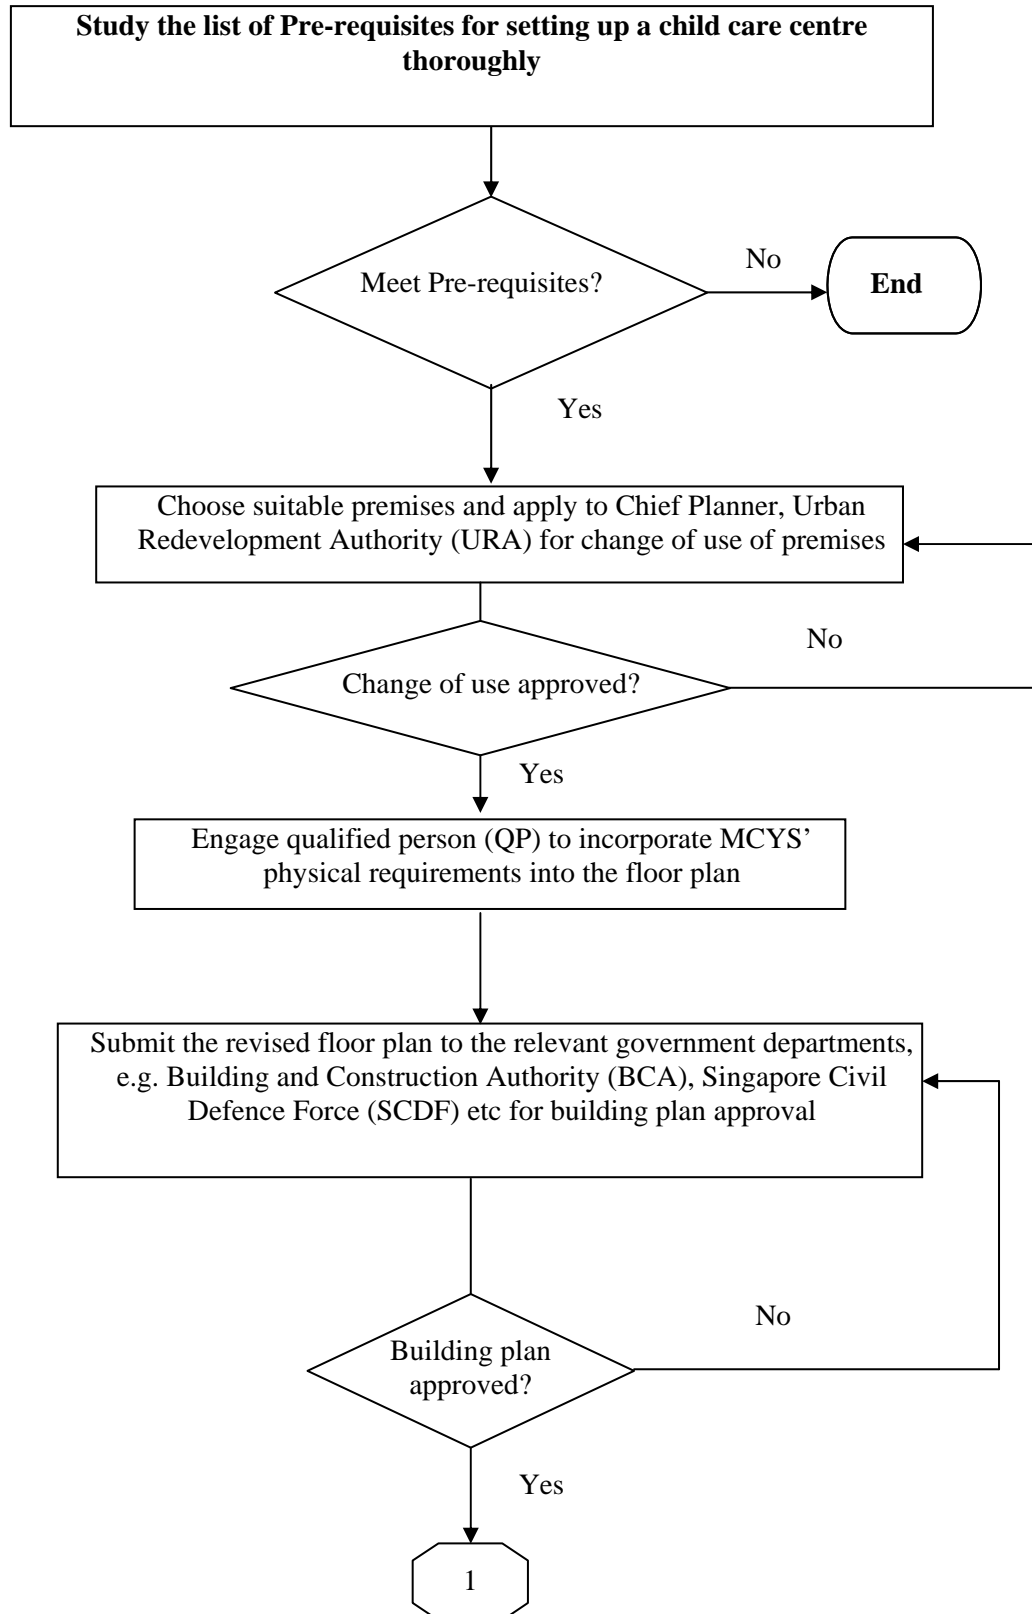 Study the list of Pre-requisites for setting up a child care centre
thoroughly
Meet Pre-requisites?
No
End
Yes
Choose suitable premises and apply to Chief Planner, Urban
Redevelopment Authority (URA) for change of use of premises
No
Change of use approved?
Yes
Engage qualified person (QP) to incorporate MCYS’
physical requirements into the floor plan
Submit the revised floor plan to the relevant government departments,
e.g. Building and Construction Authority (BCA), Singapore Civil
Defence Force (SCDF) etc for building plan approval
No
Building plan
approved?
Yes
1